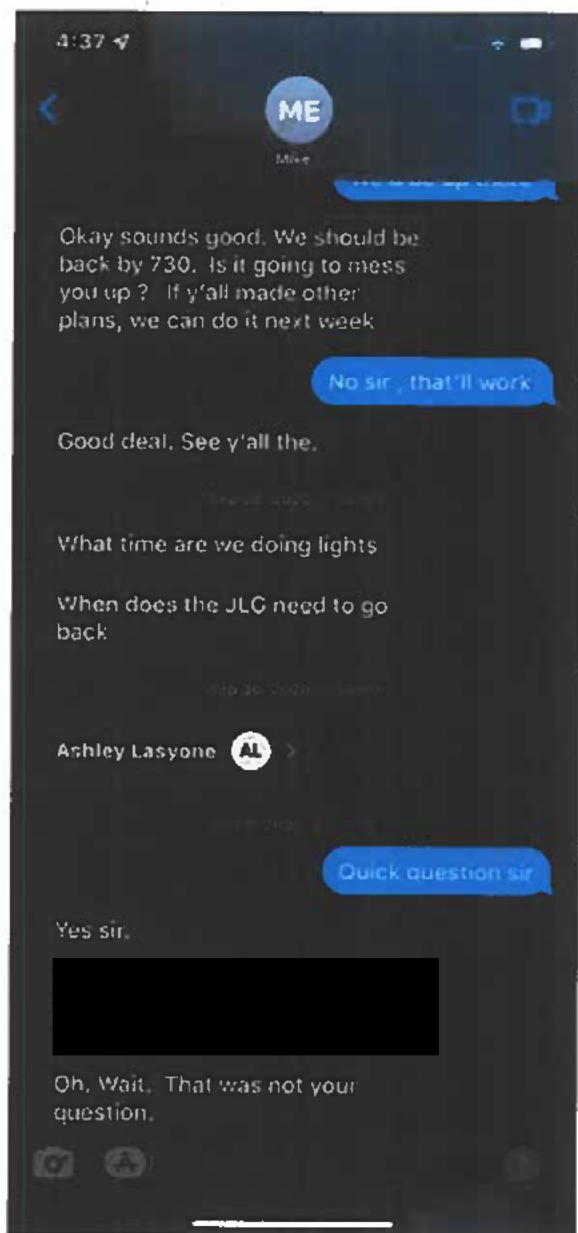 4:37
ME
Mike
Okay sounds good. We should be
back by 730. Is it going to mess
you up ? If y'all made other
plans, we can do it next week
No sir , that'll work
Good deal. See y'all the.
What time are we doing lights
When does the JLG need to go
back
Ashley Lasyone AL
Quick question sir
Yes sir.
Oh. Wait. That was not your
question.